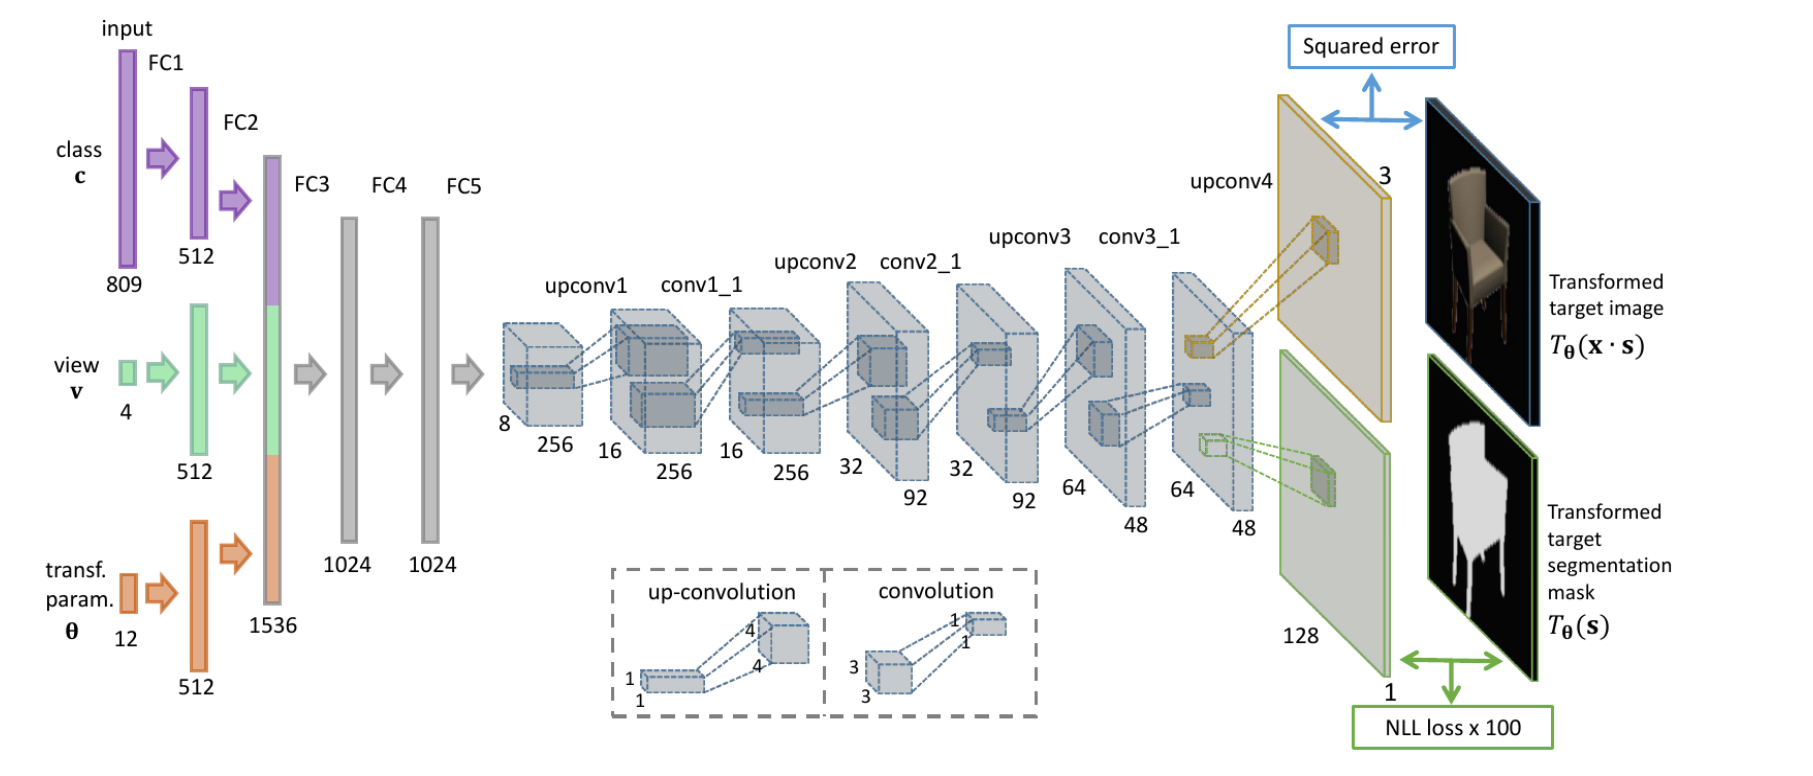 input
FC1
FC2
FC3
FC4
FC5
class
c
809
512
view
v
4
512
transf.
param.
θ
12
512
1536
1024
1024
upconv1
conv1_1
upconv2
conv2_1
upconv3
conv3_1
upconv4
8
256
16
256
16
256
32
92
32
92
64
48
64
48
3
128
1
Squared error
Transformed
target image
Tθ(x · s)
Transformed
target
segmentation
mask
Tθ(s)
NLL loss x 100
up-convolution
1
1
4
4
convolution
3
3
1
1